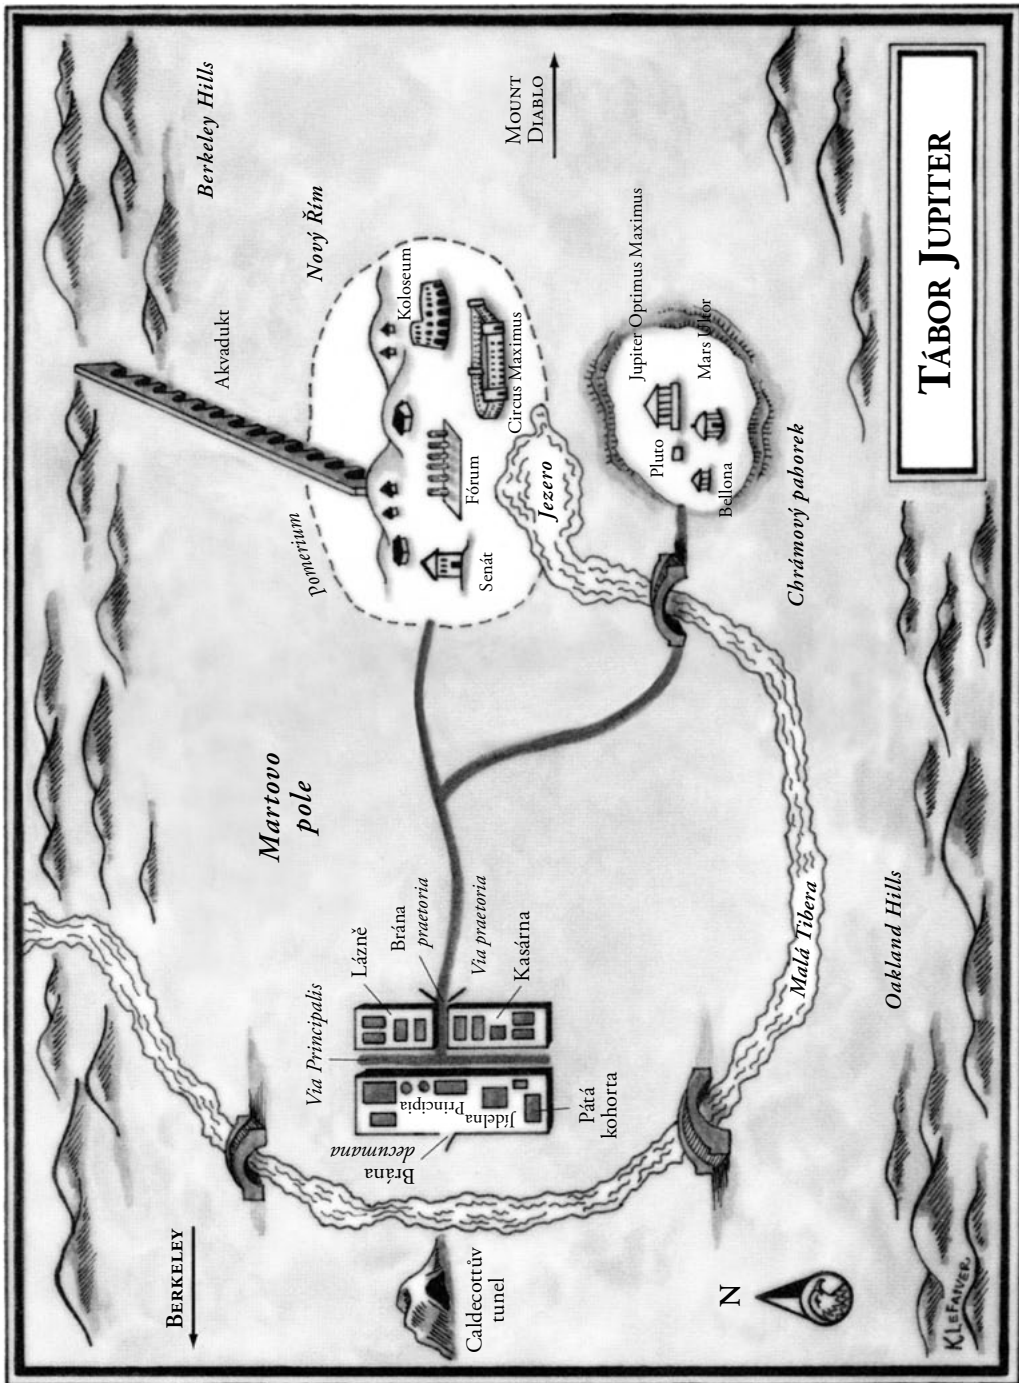 BERKELEY
Caldecottův
tunel
N
Brána
decumana
Via Principalis
Lázně
Brána
praetoria
Via praetoria
Kasárna
Principia
Jídelna
Pátá
kohorta
Martovo
pole
Malá Tibera
Oakland Hills
Berkeley Hills
Akvadukt
Nový Řím
pomerium
Koloseum
Circus Maximus
Fórum
Senát
Jezero
MOUNT
DIABLO
Jupiter Optimus Maximus
Mars Ultor
Pluto
Bellona
Chrámový pahorek
TÁBOR JUPITER
K. LEFAIVER.